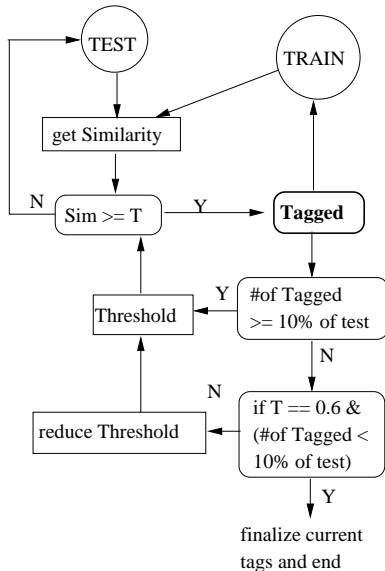 TEST
TRAIN
get Similarity
N
Sim >= T
Y
Tagged
Threshold
Y
#of Tagged
>= 10% of test
N
N
reduce Threshold
if T == 0.6 &
(#of Tagged <
10% of test)
Y
finalize current
tags and end